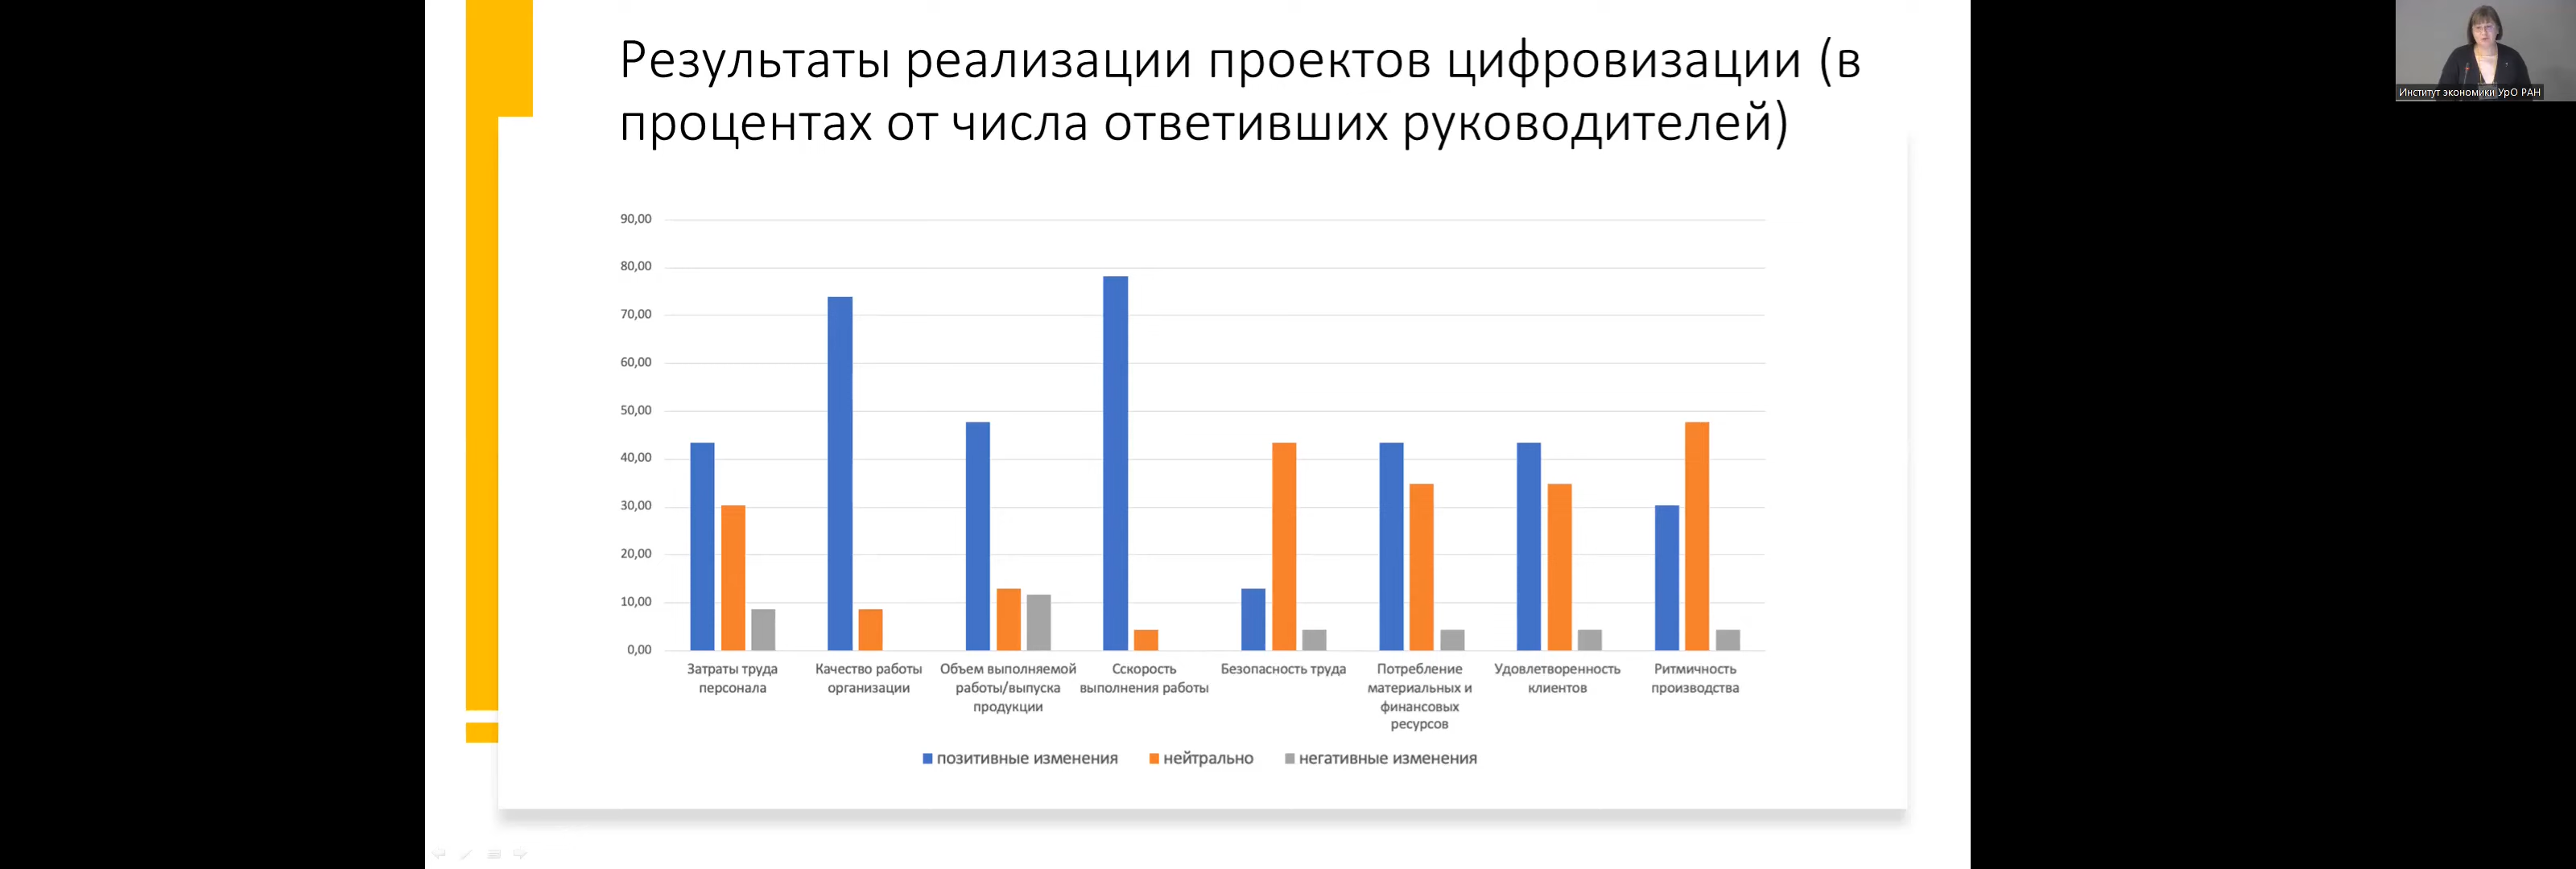 Результаты реализации проектов цифровизации (в
процентах от числа ответивших руководителей)
Институт экономики УрО РАН
90,00
80,00
70,00
60,00
50,00
40,00
30,00
20,00
10,00
0,00
Затраты труда
персонала
Качество работы
организации
Объем выполняемой
работы/выпуска
продукции
Сскорость
выполнения работы
Безопасность труда
Потребление
материальных и
финансовых
ресурсов
Удовлетворенность
клиентов
Ритмичность
производства
позитивные изменения
нейтрально
негативные изменения